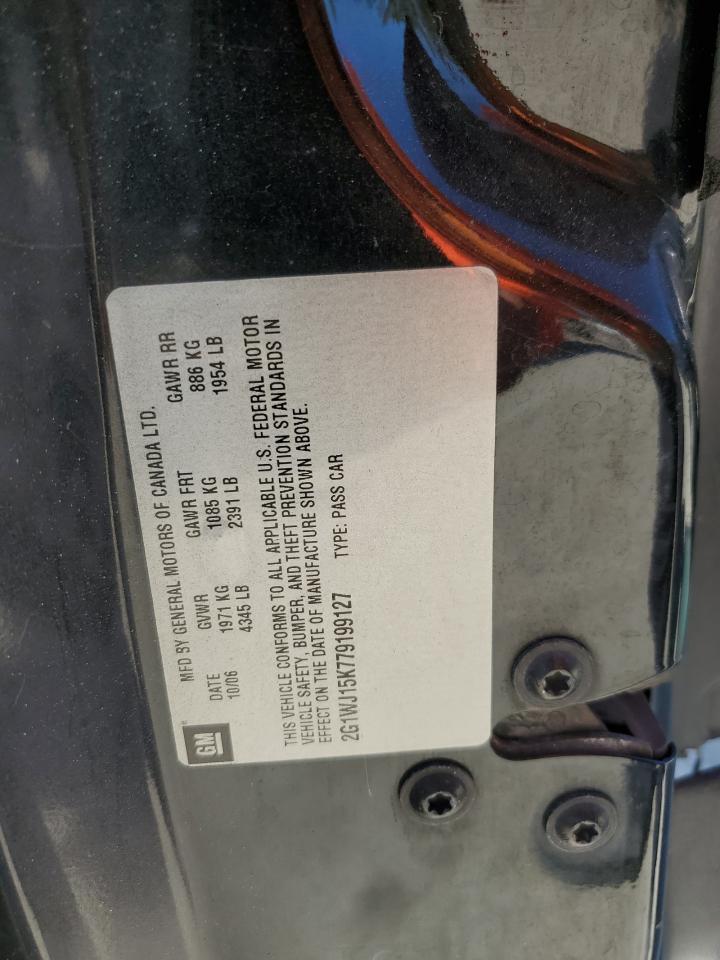 GM
MFD BY GENERAL MOTORS OF CANADA LTD.
DATE GVWR GAWR FRT GAWR RR
10/06 1971 KG 1085 KG 886 KG
4345 LB 2391 LB 1954 LB
THIS VEHICLE CONFORMS TO ALL APPLICABLE U.S. FEDERAL MOTOR
VEHICLE SAFETY, BUMPER, AND THEFT PREVENTION STANDARDS IN
EFFECT ON THE DATE OF MANUFACTURE SHOWN ABOVE.
2G1WJ15K779199127 TYPE: PASS CAR